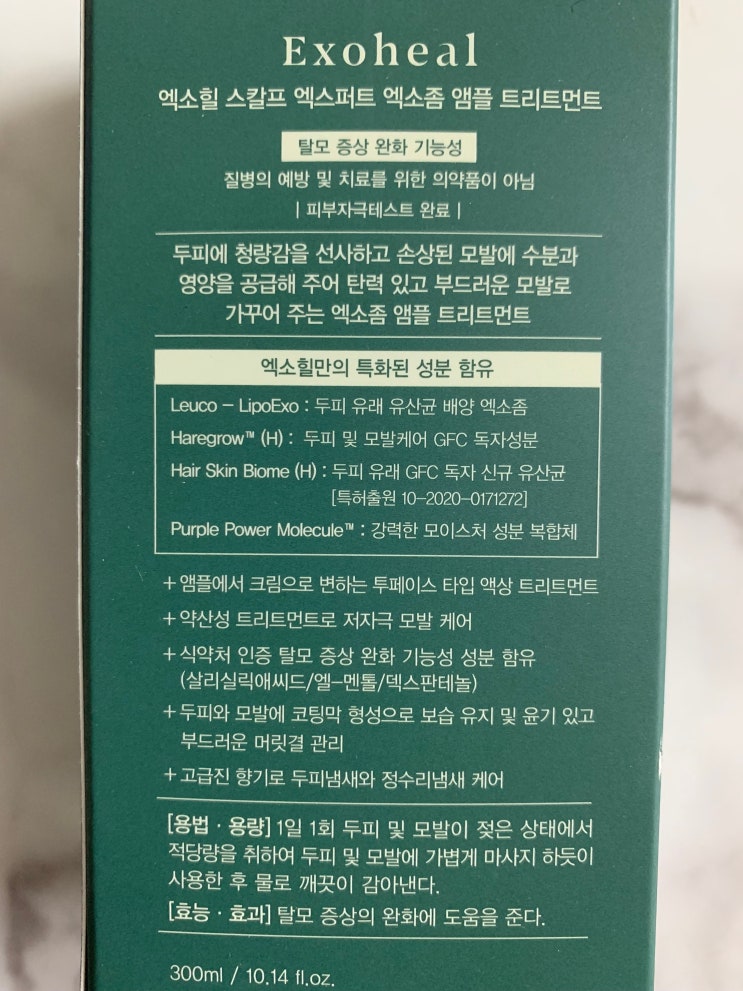 Exoheal
엑소힐 스칼프 엑스퍼트 엑소좀 앰플 트리트먼트
탈모 증상 완화 기능성
질병의 예방 및 치료를 위한 의약품이 아님
| 피부자극테스트 완료 |
두피에 청량감을 선사하고 손상된 모발에 수분과
영양을 공급해 주어 탄력 있고 부드러운 모발로
가꾸어 주는 엑소좀 앰플 트리트먼트
엑소힐만의 특화된 성분 함유
Leuco – LipoExo : 두피 유래 유산균 배양 엑소좀
Haregrow™ (H) : 두피 및 모발케어 GFC 독자성분
Hair Skin Biome (H) : 두피 유래 GFC 독자 신규 유산균
[특허출원 10-2020-0171272]
Purple Power Molecule™ : 강력한 모이스처 성분 복합체
+ 앰플에서 크림으로 변하는 투페이스 타입 액상 트리트먼트
+ 약산성 트리트먼트로 저자극 모발 케어
+ 식약처 인증 탈모 증상 완화 기능성 성분 함유
(살리실릭애씨드/엘-멘톨/덱스판테놀)
+ 두피와 모발에 코팅막 형성으로 보습 유지 및 윤기 있고
부드러운 머릿결 관리
+ 고급진 향기로 두피냄새와 정수리냄새 케어
[용법 · 용량] 1일 1회 두피 및 모발이 젖은 상태에서
적당량을 취하여 두피 및 모발에 가볍게 마사지 하듯이
사용한 후 물로 깨끗이 감아낸다.
[효능 · 효과] 탈모 증상의 완화에 도움을 준다.
300ml / 10.14 fl.oz.